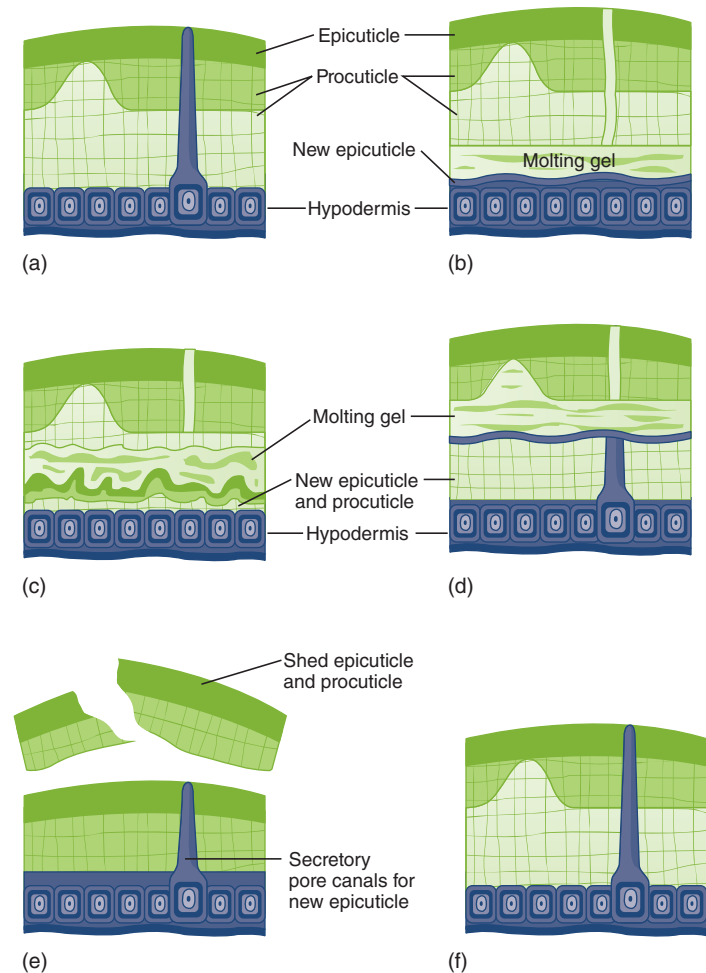 Epicuticle
Procuticle
New epicuticle
Molting gel
Hypodermis
(a)
(b)
Molting gel
New epicuticle
and procuticle
Hypodermis
(c)
(d)
Shed epicuticle
and procuticle
Secretory
pore canals for
new epicuticle
(e)
(f)